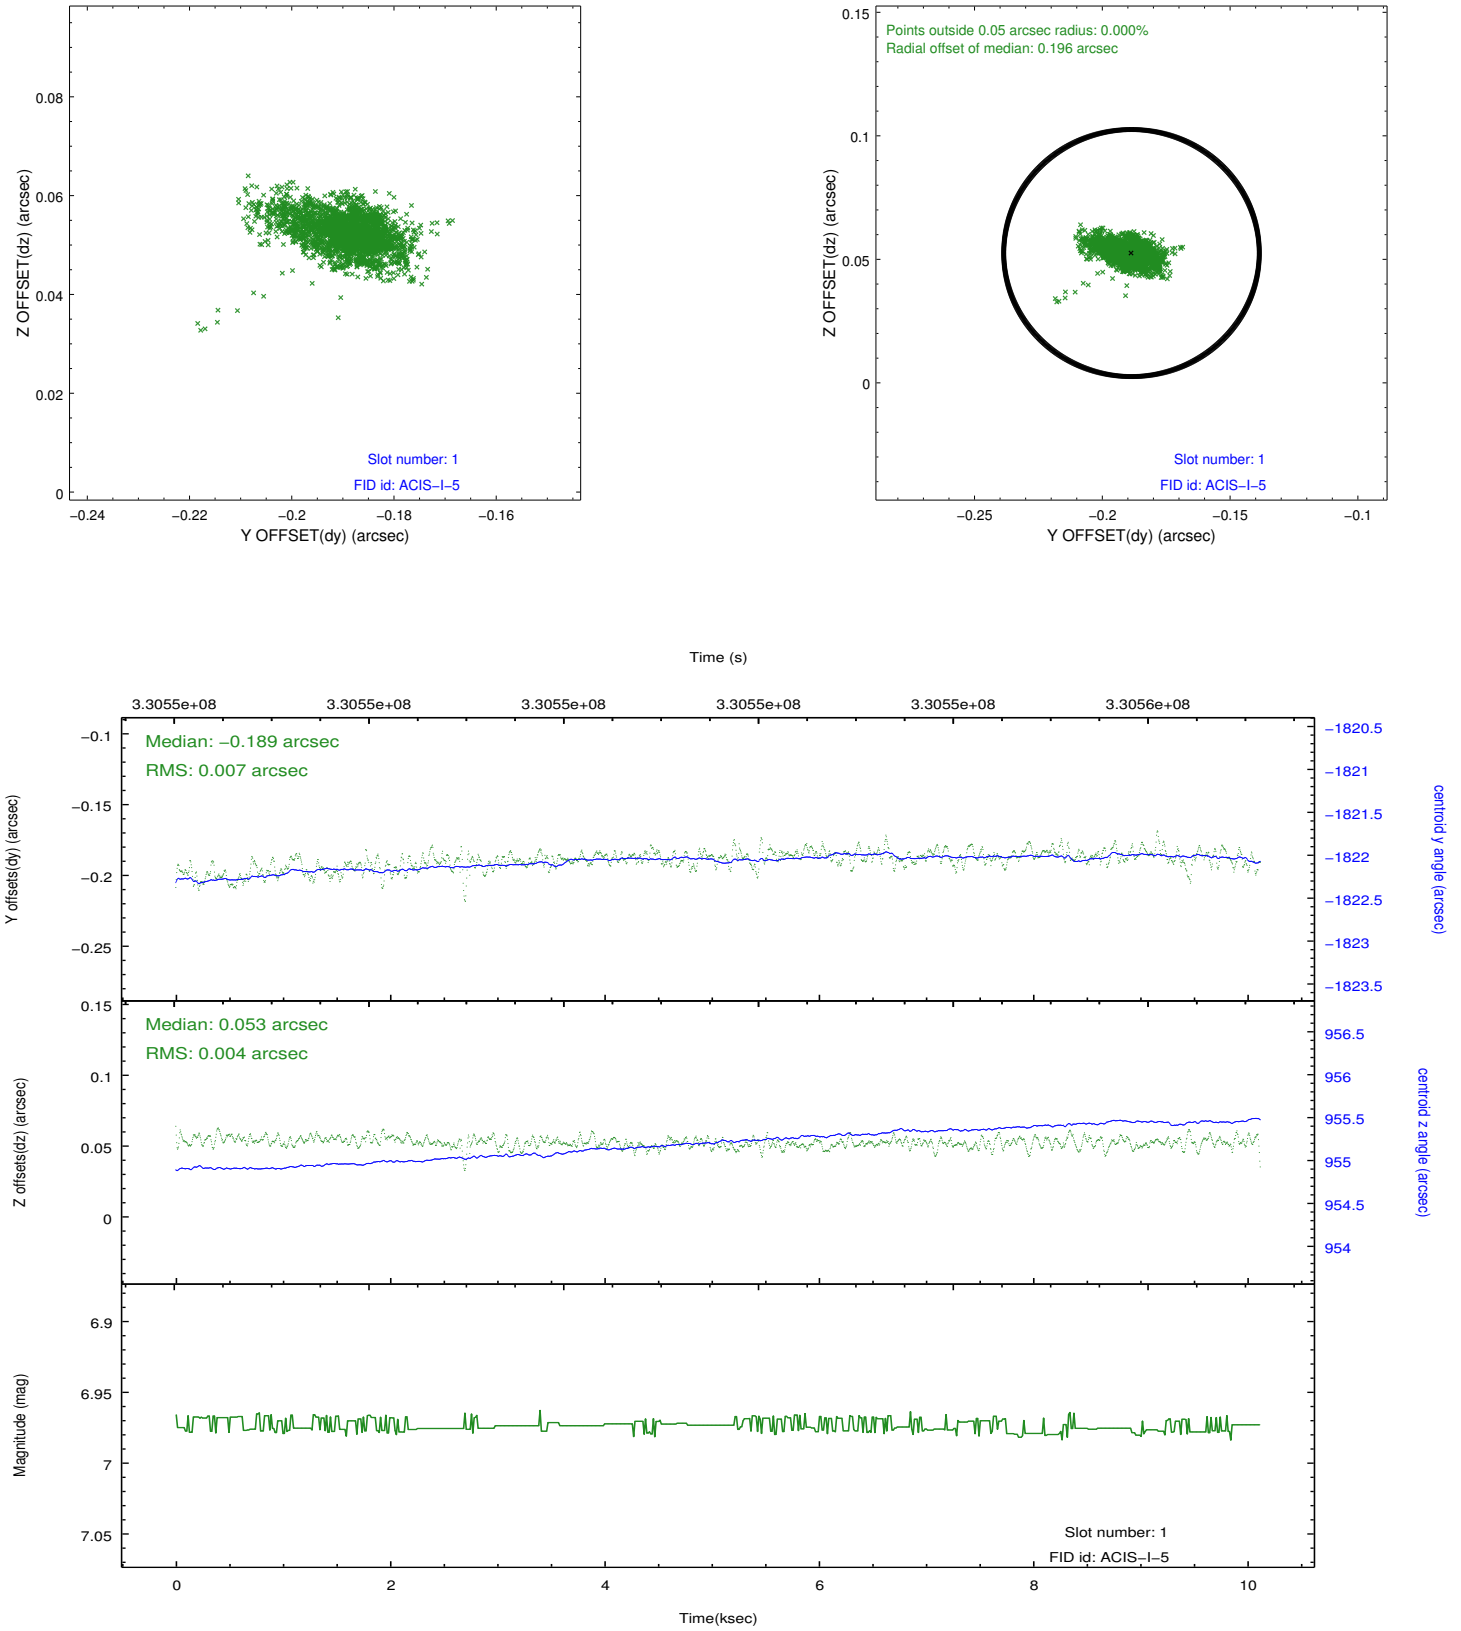 0.08
0.06
0.04
0.02
0
Z OFFSET(dz) (arcsec)
Slot number: 1
FID id: ACIS−I−5
−0.24 −0.22 −0.2 −0.18 −0.16
Y OFFSET(dy) (arcsec)
Points outside 0.05 arcsec radius: 0.000%
Radial offset of median: 0.196 arcsec
0.15
0.1
0.05
0
Z OFFSET(dz) (arcsec)
Slot number: 1
FID id: ACIS−I−5
−0.25 −0.2 −0.15 −0.1
Y OFFSET(dy) (arcsec)
Time (s)
3.3055e+08 3.3055e+08 3.3055e+08 3.3055e+08 3.3055e+08 3.3056e+08
Median: −0.189 arcsec
RMS: 0.007 arcsec
−0.1
−0.15
−0.2
−0.25
Y offsets(dy) (arcsec)
−1820.5
−1821
−1821.5
−1822
−1822.5
−1823
−1823.5
centroid y angle (arcsec)
Median: 0.053 arcsec
RMS: 0.004 arcsec
0.15
0.1
0.05
0
Z offsets(dz) (arcsec)
956.5
956
955.5
955
954.5
954
centroid z angle (arcsec)
6.9
6.95
7
7.05
Magnitude (mag)
Slot number: 1
FID id: ACIS−I−5
0 2 4 6 8 10
Time(ksec)